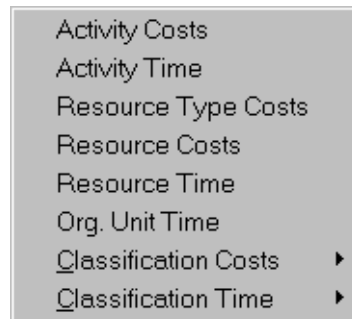 Activity Costs
Activity Time
Resource Type Costs
Resource Costs
Resource Time
Org. Unit Time
Classification Costs
Classification Time